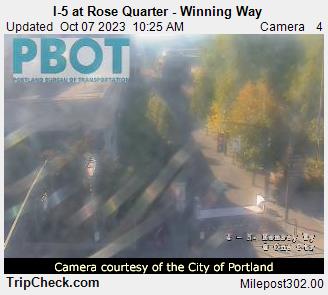 I-5 at Rose Quarter - Winning Way
Updated Oct 07 2023 10:25 AM Camera 4
PBOT
PORTLAND BUREAU OF TRANSPORTATION
Camera courtesy of the City of Portland
TripCheck.com Milepost302.00